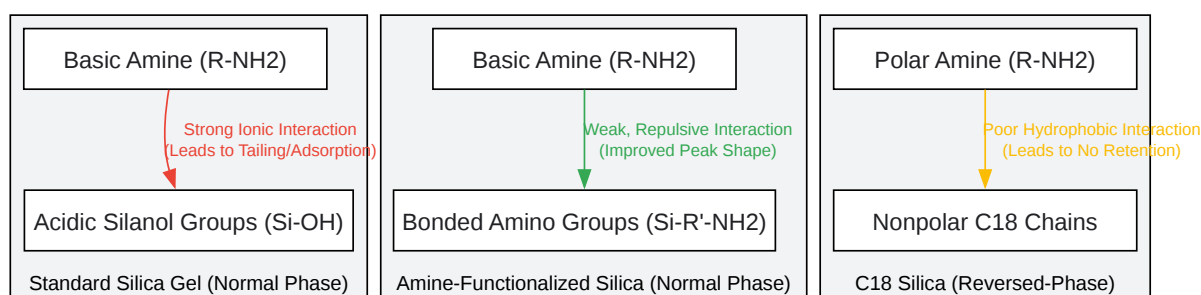 Basic Amine (R-NH2)
Strong Ionic Interaction
(Leads to Tailing/Adsorption)
Acidic Silanol Groups (Si-OH)
Standard Silica Gel (Normal Phase)
Basic Amine (R-NH2)
Weak, Repulsive Interaction
(Improved Peak Shape)
Bonded Amino Groups (Si-R'-NH2)
Amine-Functionalized Silica (Normal Phase)
Polar Amine (R-NH2)
Poor Hydrophobic Interaction
(Leads to No Retention)
Nonpolar C18 Chains
C18 Silica (Reversed-Phase)